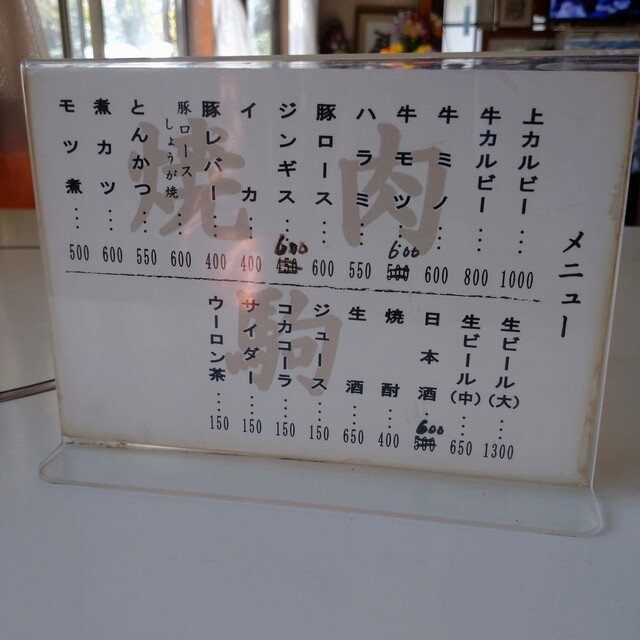 メニュー
上カルビー… 1000
牛カルビー… 800
牛ミノ… 600
牛モツ… 500 600
ハラミ… 550
豚ロース… 600
ジンギス… 450 600
イカ 400
豚レバー… 400
豚ロースしょうが焼… 600
とんかつ… 550
煮カツ… 600
モツ煮… 500
生ビール(大)… 1300
生ビール(中)… 650
日本酒… 500 600
焼酎 400
生酒 650
ジュース… 150
コカコーラ… 150
サイダー… 150
ウーロン茶… 150
焼肉
駒